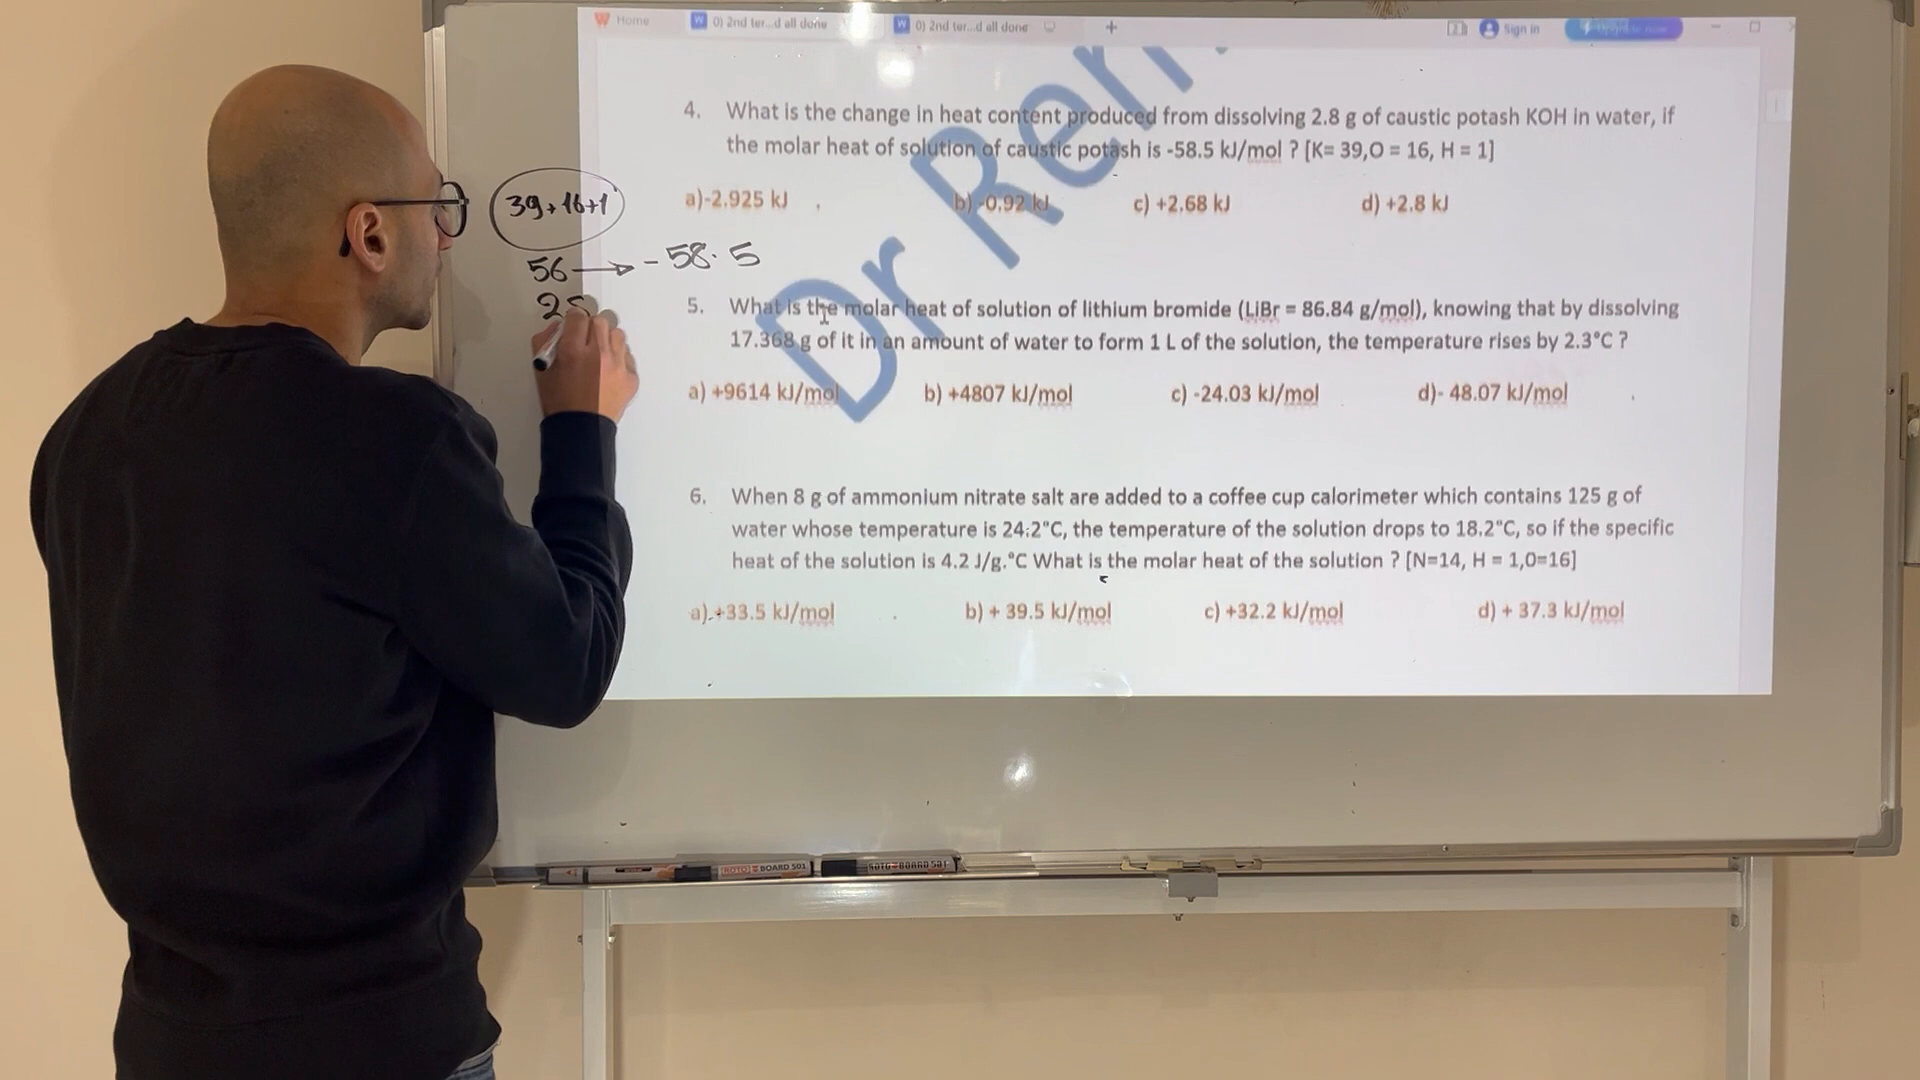 Home 0) 2nd ter...d all done 0) 2nd ter...d all done + Sign in Upgrade now
Dr Rem
4. What is the change in heat content produced from dissolving 2.8 g of caustic potash KOH in water, if
the molar heat of solution of caustic potash is -58.5 kJ/mol ? [K= 39,O = 16, H = 1]
a)-2.925 kJ b) -0.92 kJ c) +2.68 kJ d) +2.8 kJ
39+16+1
56 → -58.5
5. What is the molar heat of solution of lithium bromide (LiBr = 86.84 g/mol), knowing that by dissolving
17.368 g of it in an amount of water to form 1 L of the solution, the temperature rises by 2.3°C ?
a) +9614 kJ/mol b) +4807 kJ/mol c) -24.03 kJ/mol d)- 48.07 kJ/mol
6. When 8 g of ammonium nitrate salt are added to a coffee cup calorimeter which contains 125 g of
water whose temperature is 24.2°C, the temperature of the solution drops to 18.2°C, so if the specific
heat of the solution is 4.2 J/g.°C What is the molar heat of the solution ? [N=14, H = 1,0=16]
a) +33.5 kJ/mol b) + 39.5 kJ/mol c) +32.2 kJ/mol d) + 37.3 kJ/mol
BOARD 501